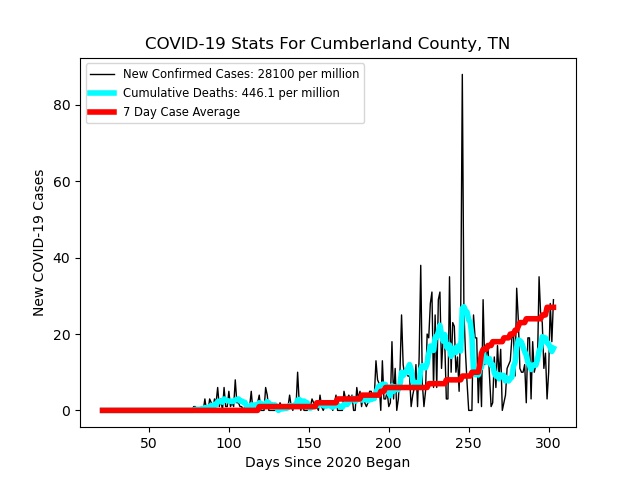 COVID-19 Stats For Cumberland County, TN
New Confirmed Cases: 28100 per million
Cumulative Deaths: 446.1 per million
7 Day Case Average
New COVID-19 Cases
80
60
40
20
0
50 100 150 200 250 300
Days Since 2020 Began